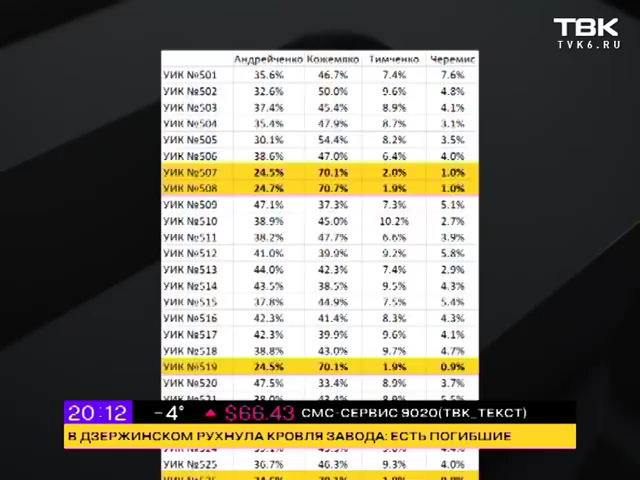 ТВК
TVK6.RU
Андрейченко Кожемяко Тимченко Черемис
УИК №501 35.6% 46.7% 7.4% 7.6%
УИК №502 32.6% 50.0% 9.6% 4.8%
УИК №503 37.4% 45.4% 8.9% 4.1%
УИК №504 35.4% 47.9% 8.7% 3.1%
УИК №505 30.1% 54.4% 8.2% 3.5%
УИК №506 38.6% 47.0% 6.4% 4.0%
УИК №507 24.5% 70.1% 2.0% 1.0%
УИК №508 24.7% 70.7% 1.9% 1.0%
УИК №509 47.1% 37.3% 7.3% 5.1%
УИК №510 38.9% 45.0% 10.2% 2.7%
УИК №511 38.2% 47.7% 6.6% 3.9%
УИК №512 41.0% 39.9% 9.2% 5.8%
УИК №513 44.0% 42.3% 7.4% 2.9%
УИК №514 43.5% 38.5% 9.5% 4.3%
УИК №515 37.8% 44.9% 7.5% 5.4%
УИК №516 42.3% 41.4% 8.3% 4.3%
УИК №517 42.3% 39.9% 9.6% 4.1%
УИК №518 38.8% 43.0% 9.7% 4.7%
УИК №519 24.5% 70.1% 1.9% 0.9%
УИК №520 47.5% 33.4% 8.9% 3.7%
20:12 -4° $66.43 СМС-СЕРВИС 9020(ТВК_ТЕКСТ)
В ДЗЕРЖИНСКОМ РУХНУЛА КРОВЛЯ ЗАВОДА: ЕСТЬ ПОГИБШИЕ
УИК №525 36.7% 46.3% 9.3% 4.0%